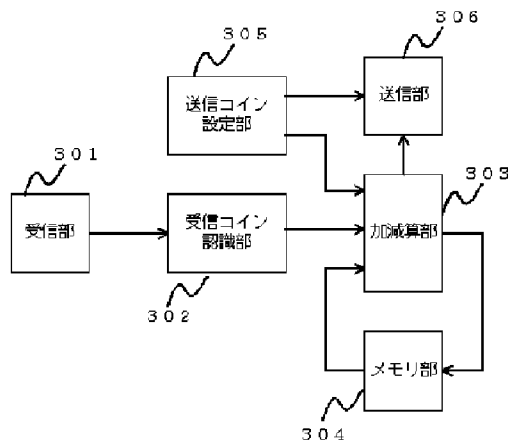 ３０５
３０６
送信コイン
設定部
送信部
３０１
３０３
受信部
受信コイン
認識部
加減算部
３０２
メモリ部
３０４